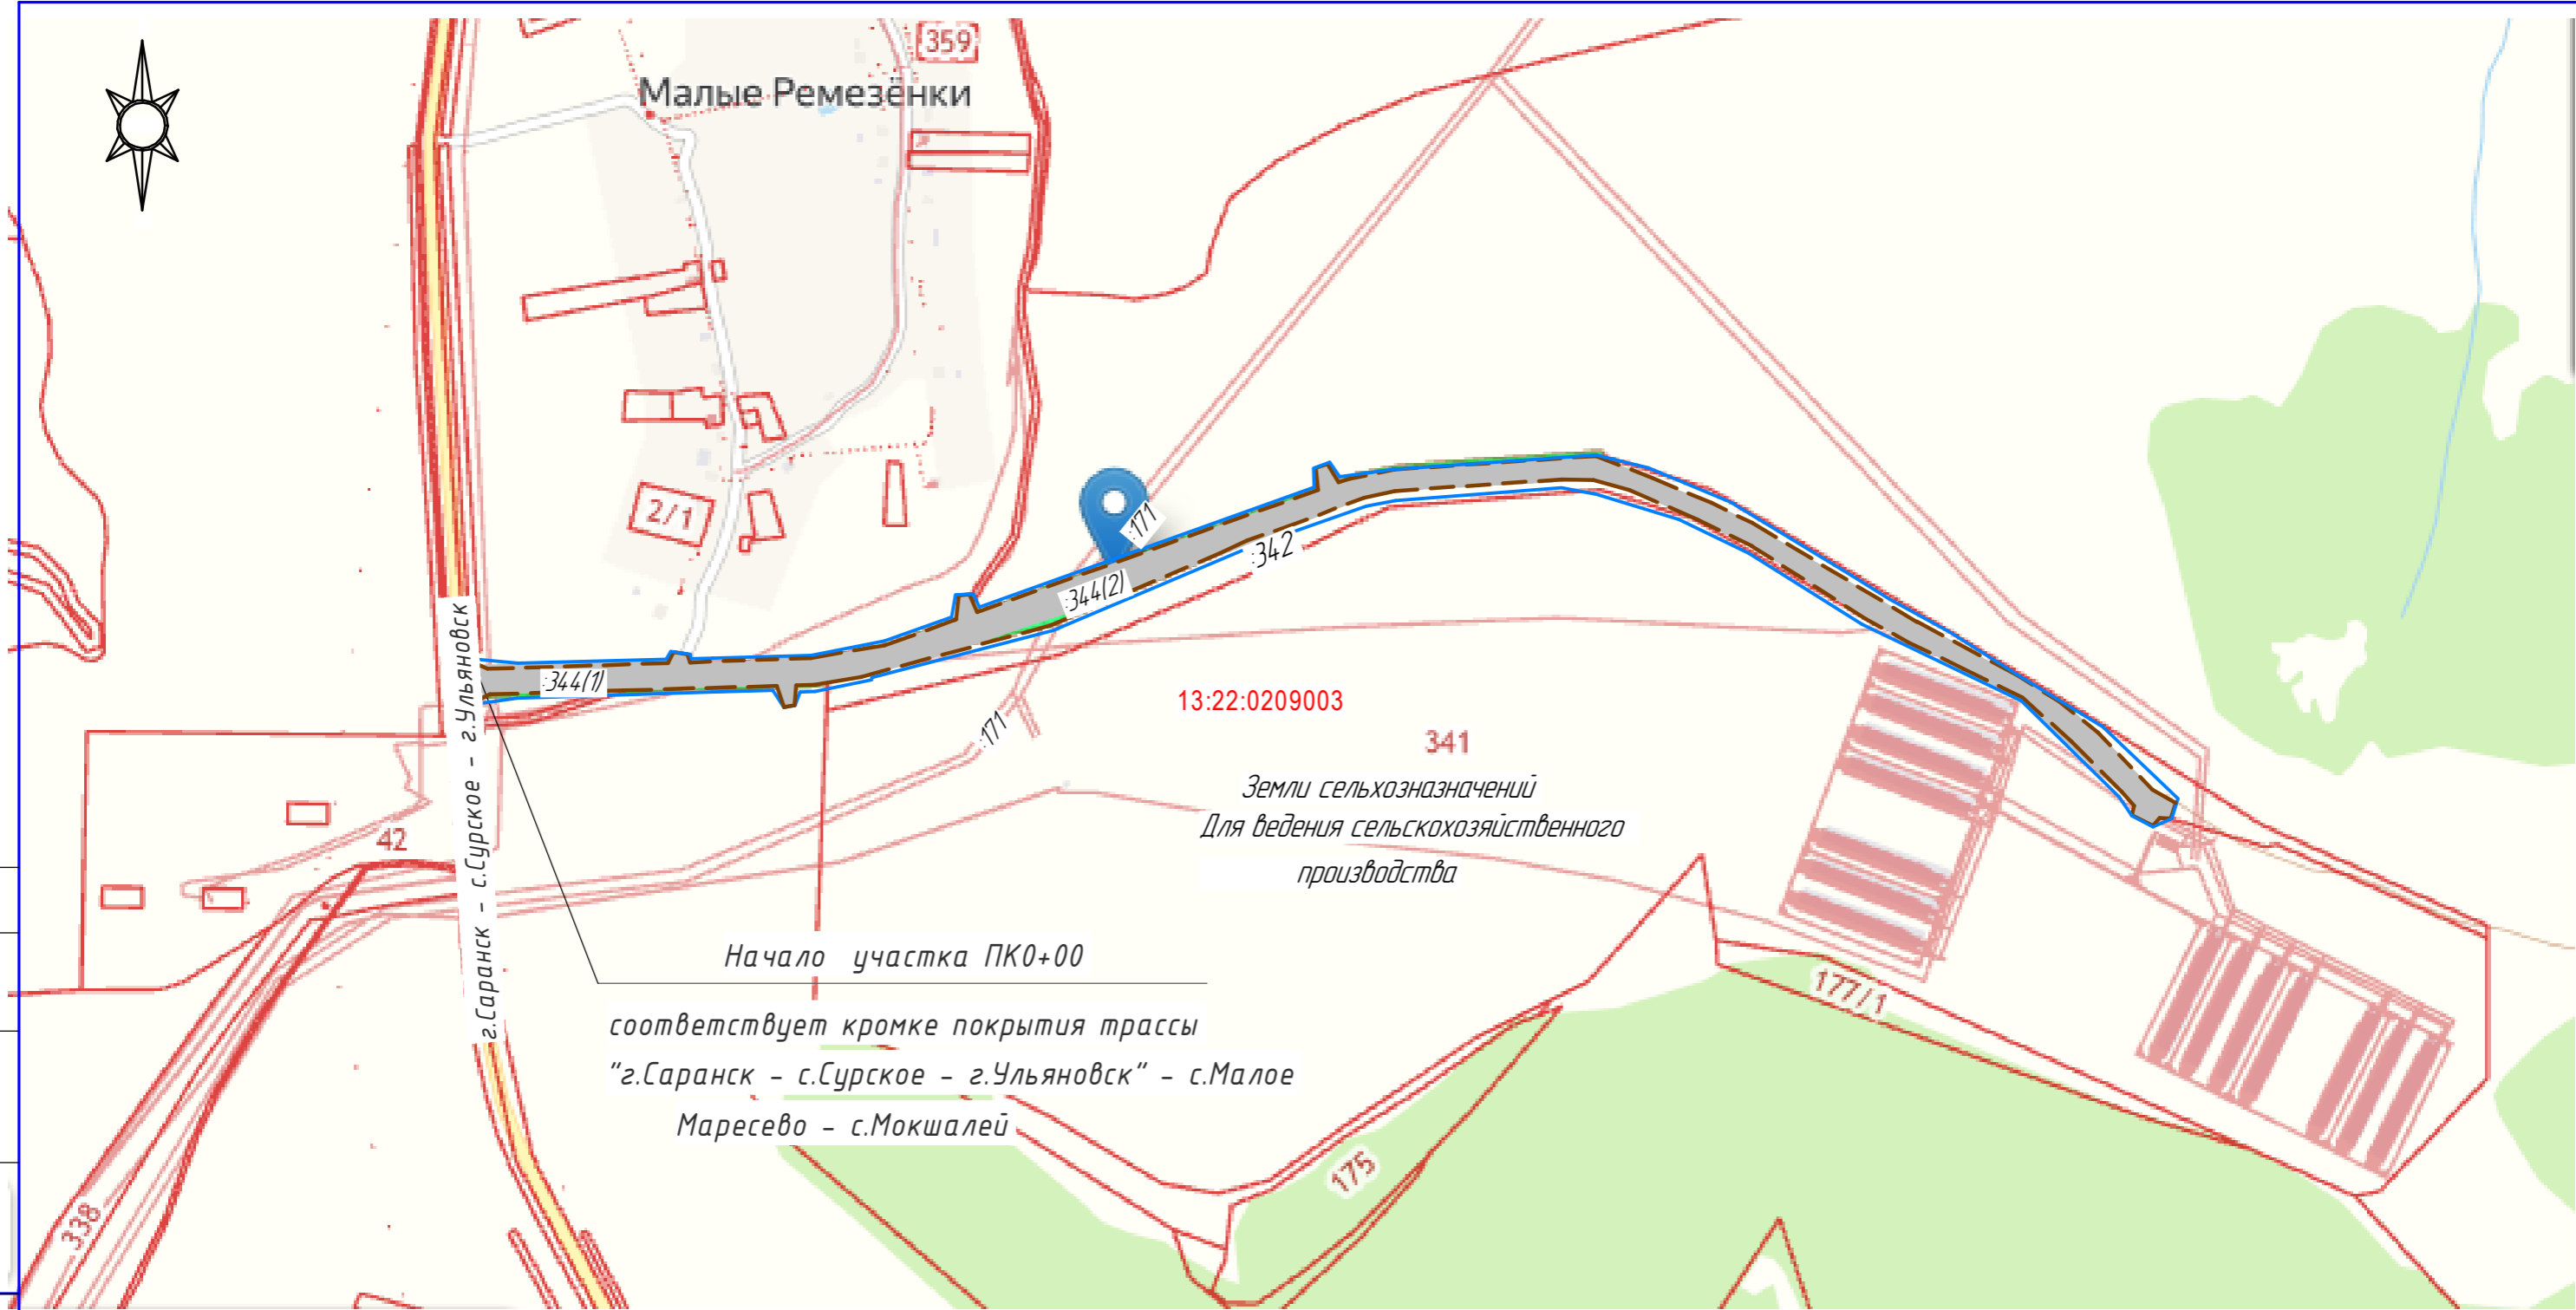 359
Малые Ремезёнки
2/1
:171
:342
:344(2)
:344(1)
г.Саранск - с.Сурское - г.Ульяновск
13:22:0209003
:171
341
Земли сельхозназначений
Для ведения сельскохозяйственного
производства
42
Начало участка ПК0+00
соответствует кромке покрытия трассы
"г.Саранск - с.Сурское - г.Ульяновск" - с.Малое
Маресево - с.Мокшалей
177/1
175
338